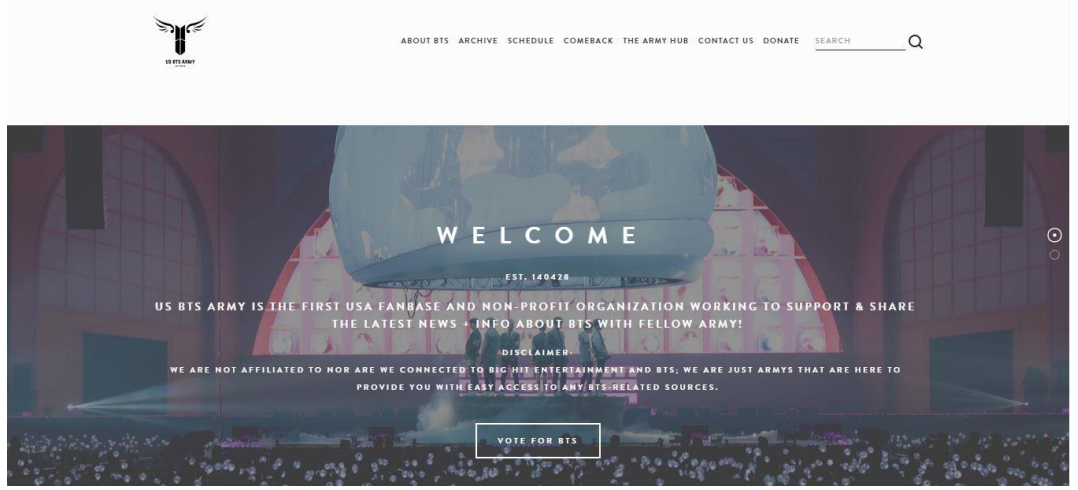 US BTS ARMY
ABOUT BTS ARCHIVE SCHEDULE COMEBACK THE ARMY HUB CONTACT US DONATE SEARCH
WELCOME
EST. 140428
US BTS ARMY IS THE FIRST USA FANBASE AND NON-PROFIT ORGANIZATION WORKING TO SUPPORT & SHARE
THE LATEST NEWS + INFO ABOUT BTS WITH FELLOW ARMY!
DISCLAIMER:
WE ARE NOT AFFILIATED TO NOR ARE WE CONNECTED TO BIG HIT ENTERTAINMENT AND BTS; WE ARE JUST ARMYS THAT ARE HERE TO
PROVIDE YOU WITH EASY ACCESS TO ANY BTS-RELATED SOURCES.
VOTE FOR BTS